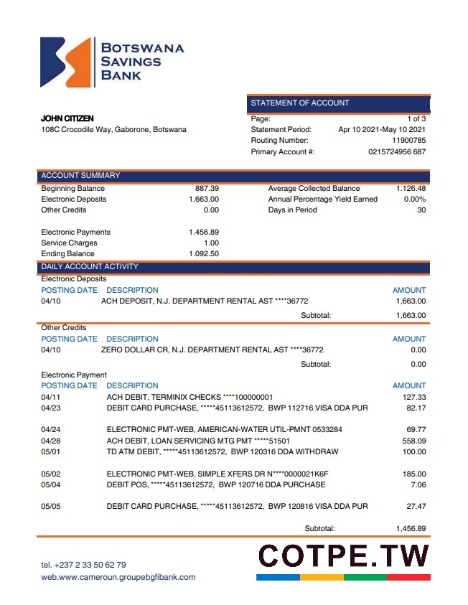 BOTSWANA
SAVINGS
BANK
STATEMENT OF ACCOUNT
JOHN CITIZEN
108C Crocodile Way, Gaborone, Botswana
Page: 1 of 3
Statement Period: Apr 10 2021-May 10 2021
Routing Number: 11900785
Primary Account #: 0215724956 687
ACCOUNT SUMMARY
Beginning Balance 887.39 Average Collected Balance 1.126.48
Electronic Deposits 1.663.00 Annual Percentage Yield Earned 0.00%
Other Credits 0.00 Days in Period 30
Electronic Payments 1.456.89
Service Charges 1.00
Ending Balance 1.092.50
DAILY ACCOUNT ACTIVITY
Electronic Deposits
POSTING DATE DESCRIPTION AMOUNT
04/10 ACH DEPOSIT, N.J. DEPARTMENT RENTAL AST ****36772 1,663.00
Subtotal: 1,663.00
Other Credits
POSTING DATE DESCRIPTION AMOUNT
04/10 ZERO DOLLAR CR, N.J. DEPARTMENT RENTAL AST ****36772 0.00
Subtotal: 0.00
Electronic Payment
POSTING DATE DESCRIPTION AMOUNT
04/11 ACH DEBIT, TERMINIX CHECKS ****100000001 127.33
04/23 DEBIT CARD PURCHASE, *****45113612572, BWP 112716 VISA DDA PUR 82.17
04/24 ELECTRONIC PMT-WEB, AMERICAN-WATER UTIL-PMNT 0533284 69.77
04/28 ACH DEBIT, LOAN SERVICING MTG PMT *****51501 558.09
05/01 TD ATM DEBIT, *****45113612572, BWP 120316 DDA WITHDRAW 100.00
05/02 ELECTRONIC PMT-WEB, SIMPLE XFERS DR N****0000021K6F 185.00
05/04 DEBIT POS, *****45113612572, BWP 120716 DDA PURCHASE 7.06
05/05 DEBIT CARD PURCHASE, *****45113612572, BWP 120816 VISA DDA PUR 27.47
Subtotal: 1,456.89
tel. +237 2 33 50 62 79
web.www.cameroun.groupebgfibank.com
COTPE.TW